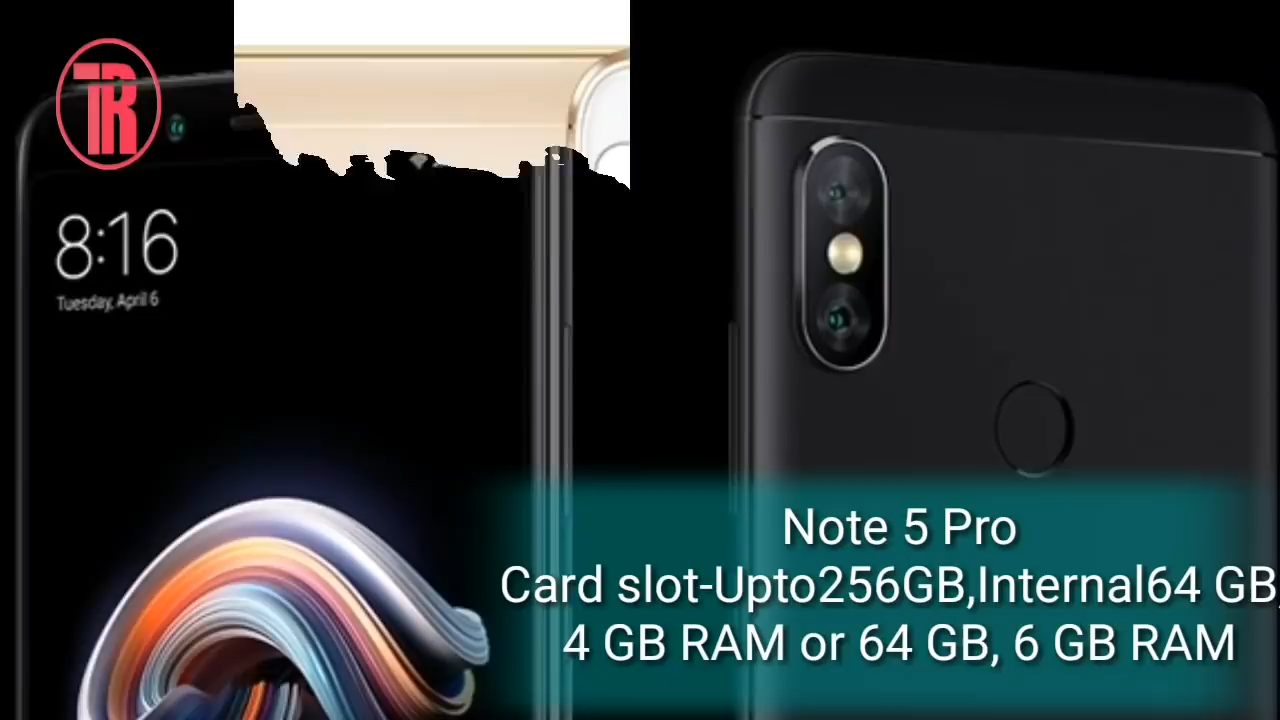 TR
8:16
Tuesday, April 6
Note 5 Pro
Card slot-Upto256GB,Internal64 GB,
4 GB RAM or 64 GB, 6 GB RAM